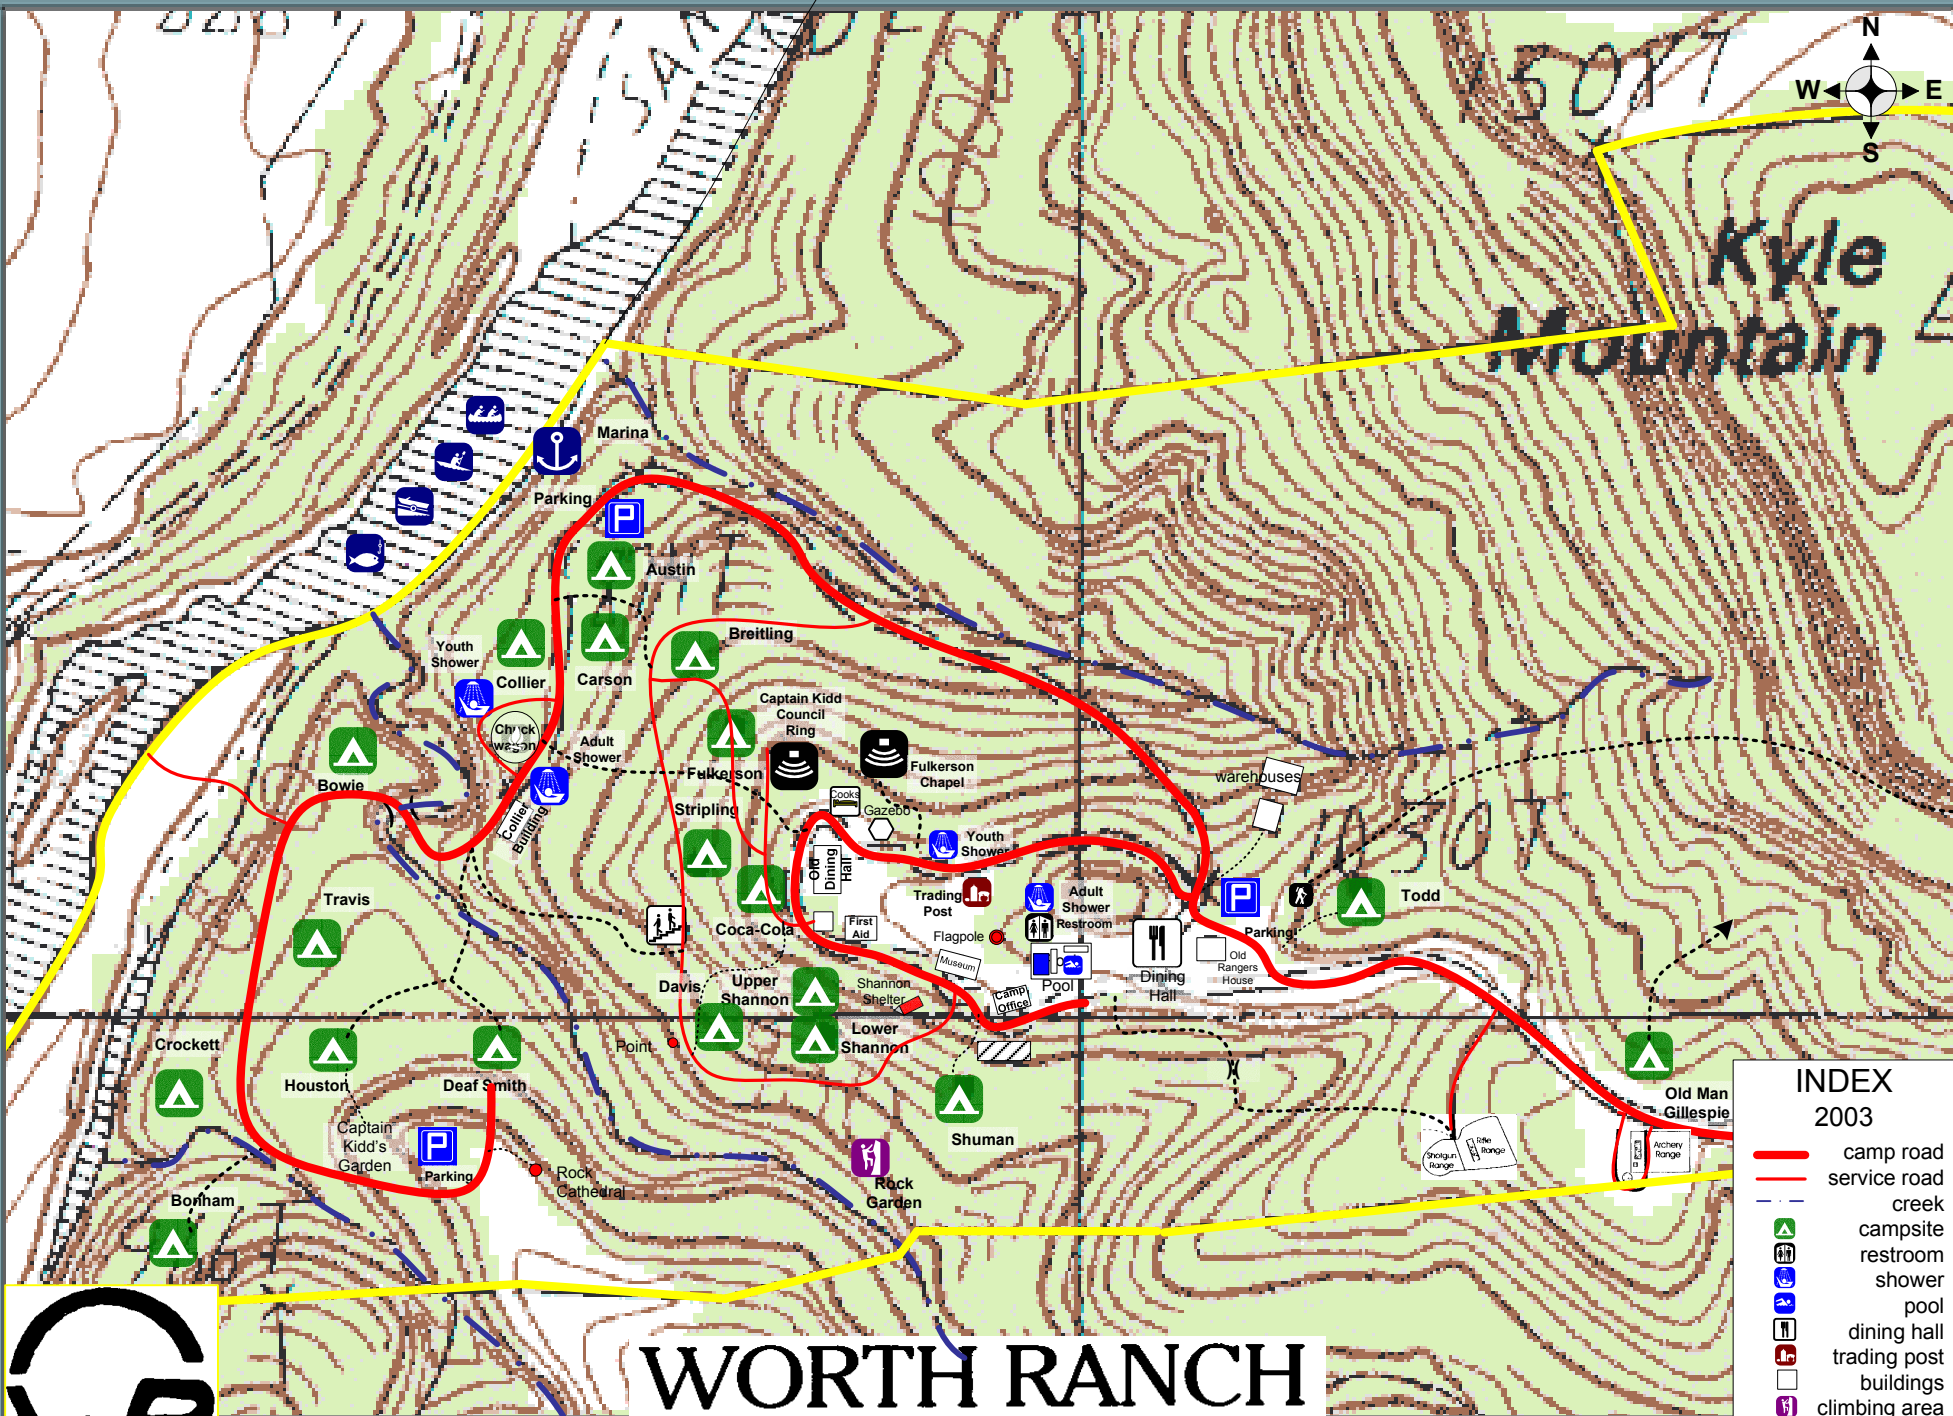 N
W E
S
1000
Kyle
Mountain
Marina
Parking
Austin
Breitling
Youth
Shower
Collier
Carson
Captain Kidd
Council
Ring
Chuck
wagon
Adult
Shower
Fulkerson
Fulkerson
Chapel
Bowie
warehouses
Stripling
Cooks
Gazebo
Collier
Building
Youth
Shower
Old
Dining
Hall
Travis
Trading
Post
Adult
Shower
Restroom
Todd
Coca-Cola
First
Aid
Flagpole
Parking
Museum
Old
Rangers
House
Dining
Hall
Davis
Upper
Shannon
Shannon
Shelter
Camp
Office
Pool
Crockett
Point
Lower
Shannon
Houston
Deaf Smith
Old Man
Gillespie
Captain
Kidd's
Garden
Shuman
Shotgun
Range
Rifle
Range
Archery
Range
Parking
Rock
Cathedral
Rock
Garden
Bonham
INDEX
2003
camp road
service road
creek
campsite
restroom
shower
pool
dining hall
trading post
buildings
climbing area
WORTH RANCH